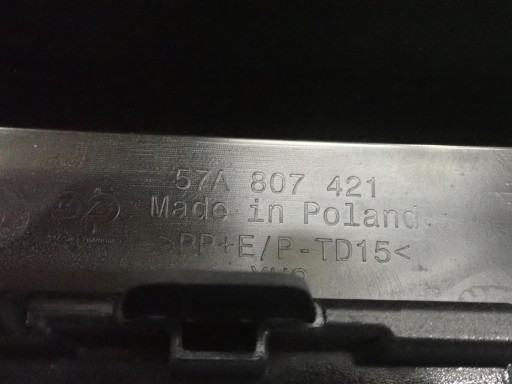 57A 807 421
Made in Poland
>PP+E/P-TD15<